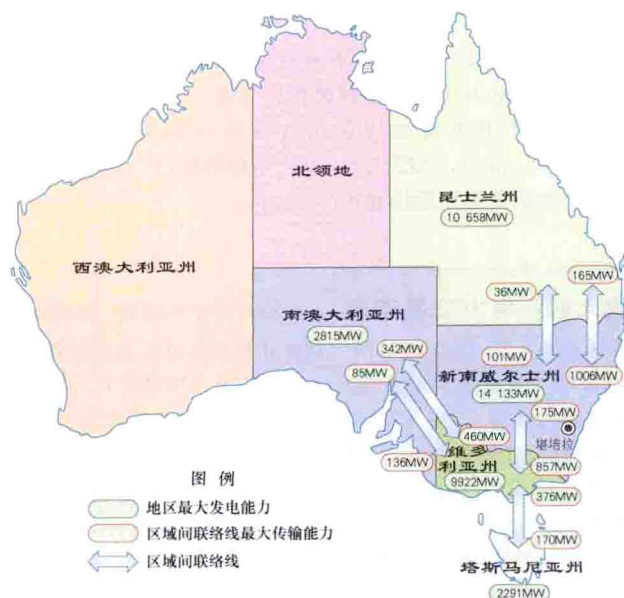 北领地
昆士兰州
10 658MW
西澳大利亚州
165MW
36MW
南澳大利亚州
2815MW
342MW
101MW
85MW
新南威尔士州
1006MW
14 133MW
175MW
堪培拉
460MW
维多
利亚州
136MW
857MW
9922MW
376MW
图 例
地区最大发电能力
区域间联络线最大传输能力
区域间联络线
170MW
塔斯马尼亚州
2291MW